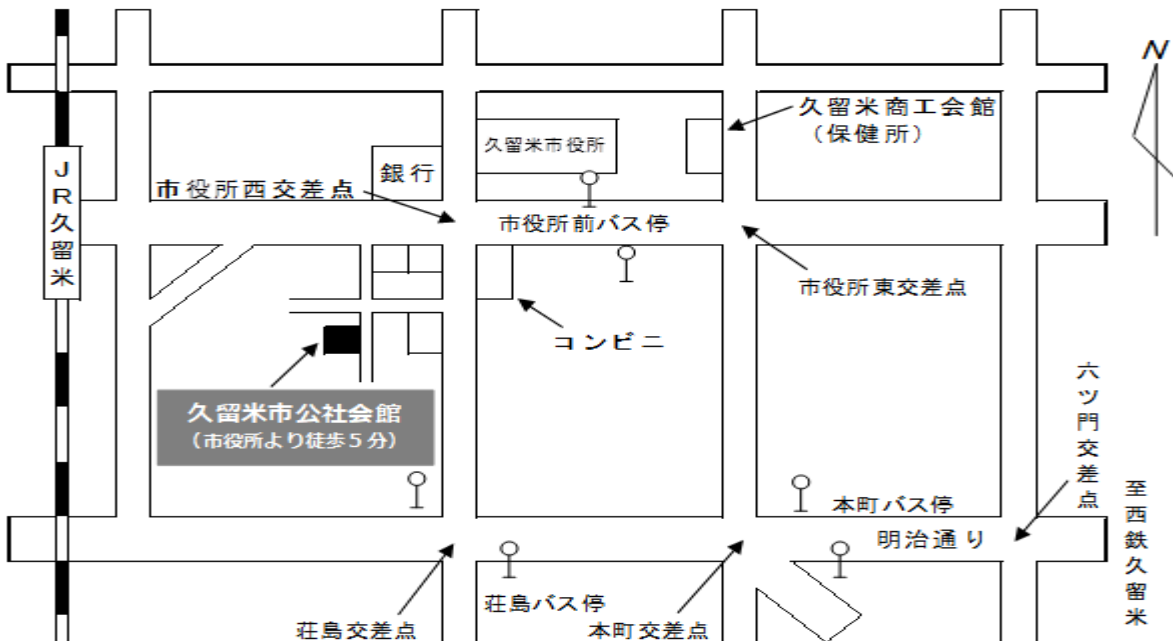 N
久留米商工会館
（保健所）
久留米市役所
銀行
JR久留米
市役所西交差点
市役所前バス停
市役所東交差点
コンビニ
久留米市公社会館
（市役所より徒歩５分）
六ツ門交差点
至西鉄久留米
本町バス停
明治通り
荘島バス停
荘島交差点
本町交差点